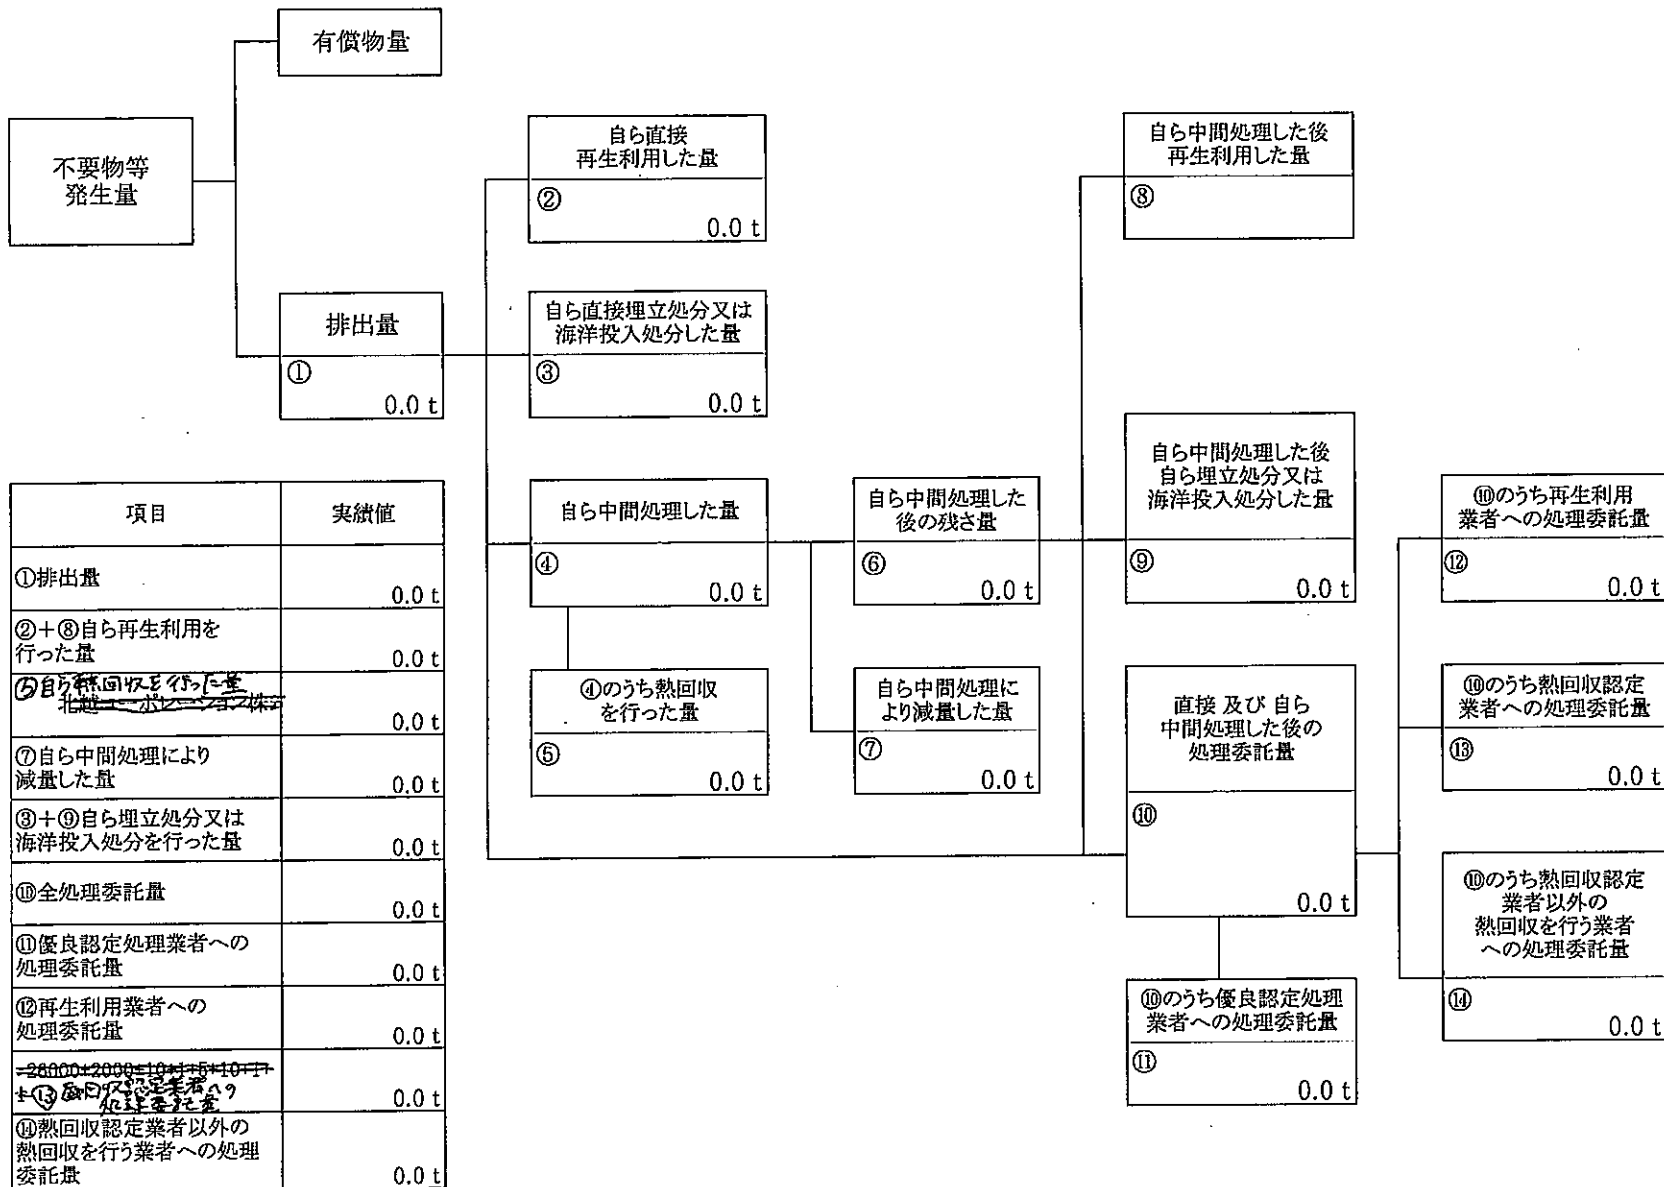 有償物量
不要物等
発生量
排出量
①
0.0 t
自ら直接
再生利用した量
②
0.0 t
自ら直接埋立処分又は
海洋投入処分した量
③
0.0 t
自ら中間処理した量
④
0.0 t
④のうち熱回収
を行った量
⑤
0.0 t
自ら中間処理した
後の残さ量
⑥
0.0 t
自ら中間処理に
より減量した量
⑦
0.0 t
自ら中間処理した後
再生利用した量
⑧
自ら中間処理した後
自ら埋立処分又は
海洋投入処分した量
⑨
0.0 t
直接 及び 自ら
中間処理した後の
処理委託量
⑩
0.0 t
⑩のうち優良認定処理
業者への処理委託量
⑪
0.0 t
⑩のうち再生利用
業者への処理委託量
⑫
0.0 t
⑩のうち熱回収認定
業者への処理委託量
⑬
0.0 t
⑩のうち熱回収認定
業者以外の
熱回収を行う業者
への処理委託量
⑭
0.0 t
項目 実績値
①排出量
0.0 t
②+⑧自ら再生利用を
行った量
0.0 t
⑤自ら熱回収を行った量
北越コーポレーション株
0.0 t
⑦自ら中間処理により
減量した量
0.0 t
③+⑨自ら埋立処分又は
海洋投入処分を行った量
0.0 t
⑩全処理委託量
0.0 t
⑪優良認定処理業者への
処理委託量
0.0 t
⑫再生利用業者への
処理委託量
0.0 t
⑬熱回収認定業者への
処理委託量
0.0 t
⑭熱回収認定業者以外の
熱回収を行う業者への処理
委託量
0.0 t